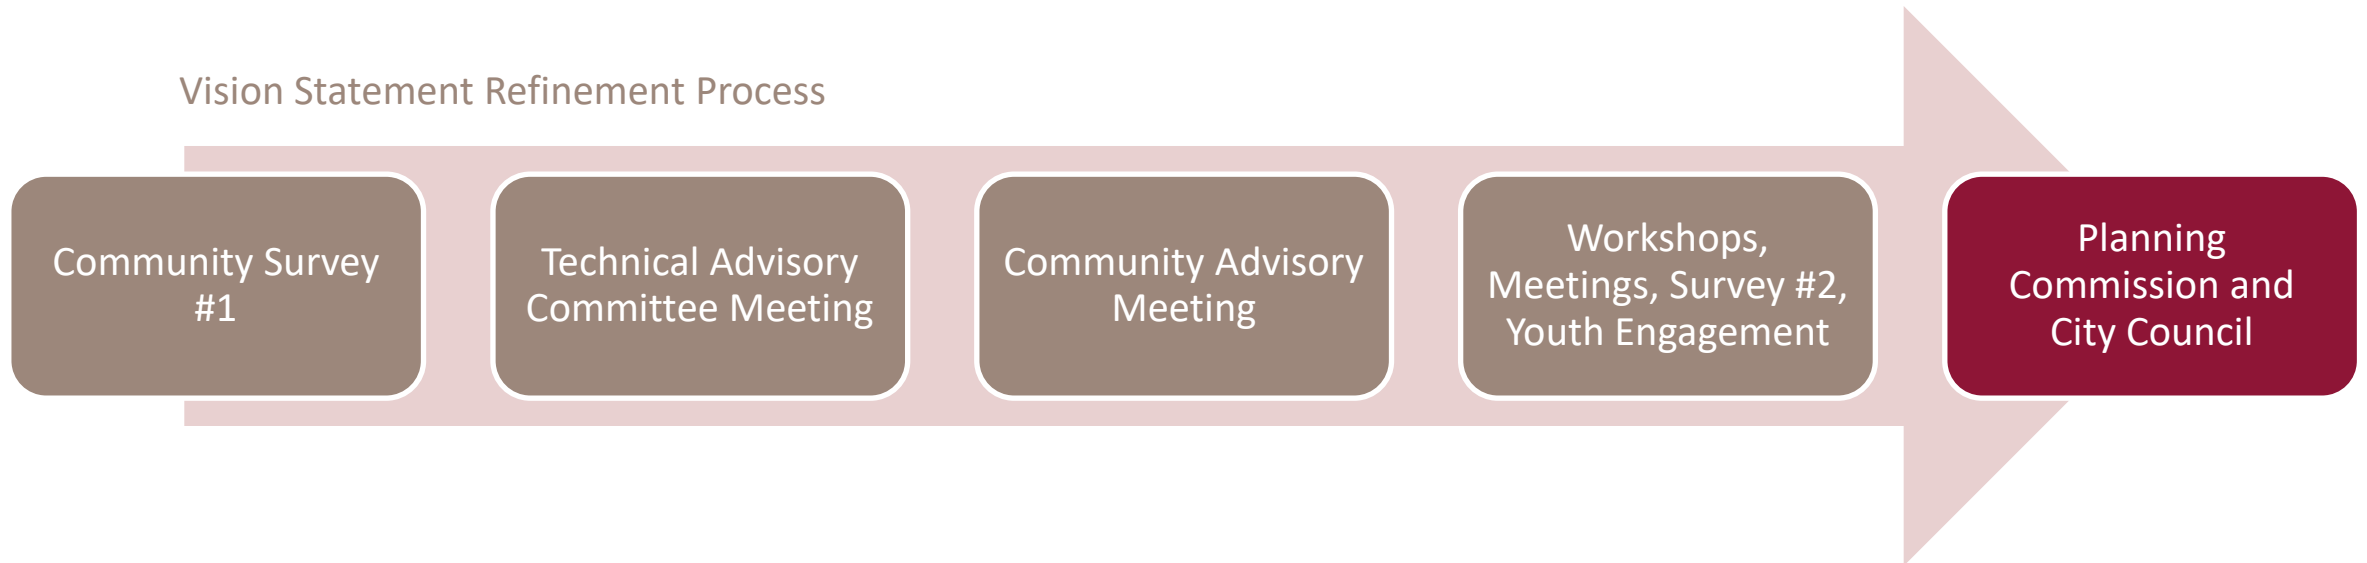 Vision Statement Refinement Process
Community Survey
#1
Technical Advisory
Committee Meeting
Community Advisory
Meeting
Workshops,
Meetings, Survey #2,
Youth Engagement
Planning
Commission and
City Council